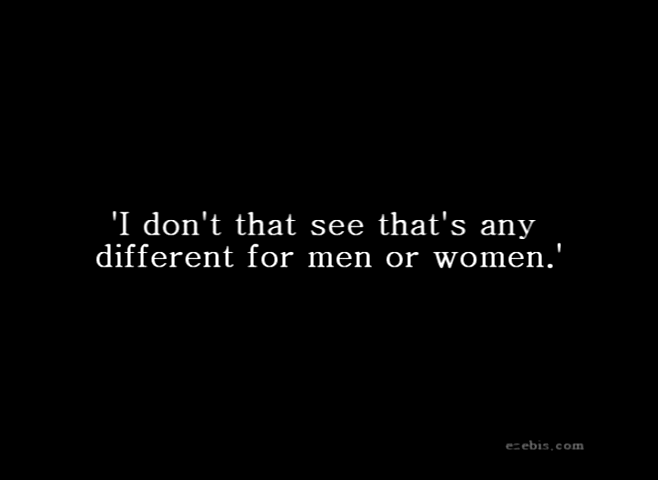 'I don't that see that's any
different for men or women.'
ezebis.com